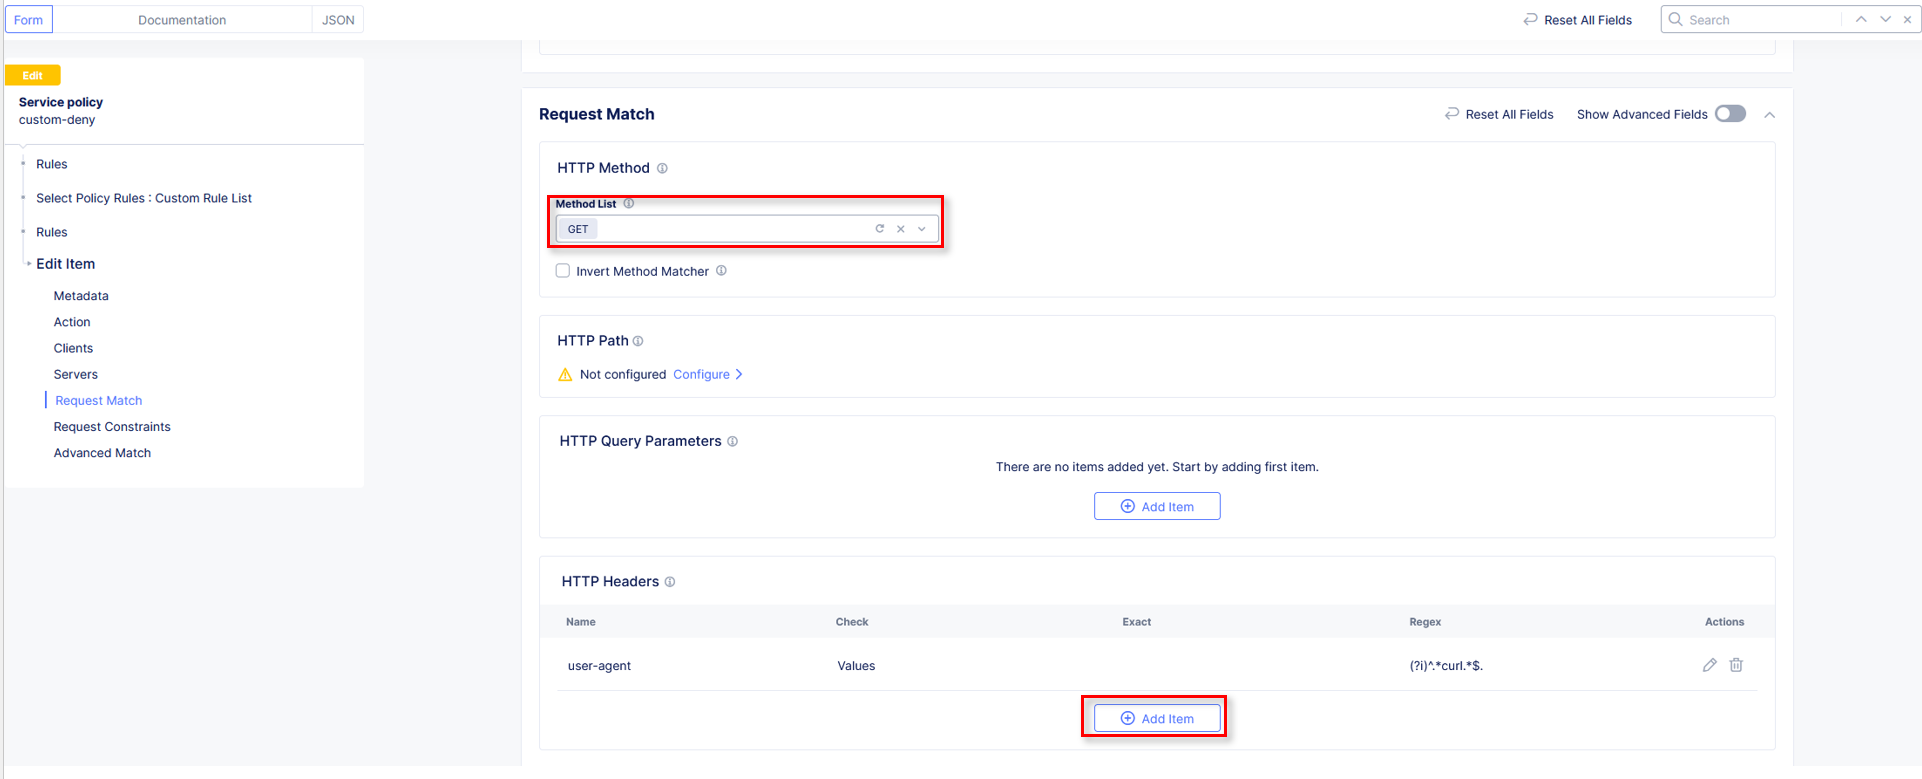 Form
Documentation
JSON
Reset All Fields
Search
Edit
Service policy
custom-deny
Rules
Select Policy Rules : Custom Rule List
Rules
Edit Item
Metadata
Action
Clients
Servers
Request Match
Request Constraints
Advanced Match
Request Match
Reset All Fields
Show Advanced Fields
HTTP Method
Method List
GET
Invert Method Matcher
HTTP Path
Not configured Configure
HTTP Query Parameters
There are no items added yet. Start by adding first item.
Add Item
HTTP Headers
Name Check Exact Regex Actions
user-agent Values (?i)^.*curl.*$.
Add Item